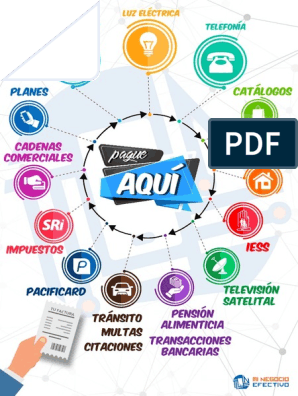 LUZ ELÉCTRICA
TELEFONÍA
PLANES
CATÁLOGOS
PDF
CADENAS
COMERCIALES
pague
AQUÍ
SRi
IMPUESTOS
IESS
PACIFICARD
TELEVISIÓN
SATELITAL
TRÁNSITO
MULTAS
CITACIONES
PENSIÓN
ALIMENTICIA
TRANSACCIONES
BANCARIAS
TU FACTURA
MI NEGOCIO
EFECTIVO